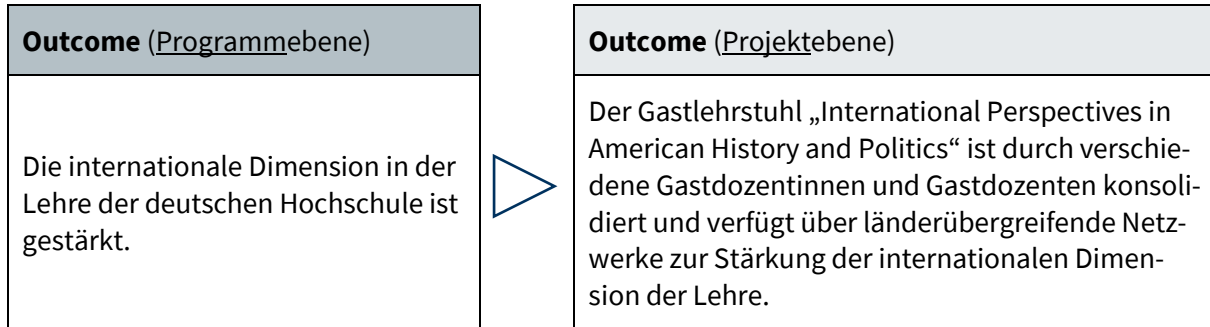 Outcome (Programmebene)
Die internationale Dimension in der
Lehre der deutschen Hochschule ist
gestärkt.
Outcome (Projektebene)
Der Gastlehrstuhl „International Perspectives in
American History and Politics“ ist durch verschie-
dene Gastdozentinnen und Gastdozenten konsoli-
diert und verfügt über länderübergreifende Netz-
werke zur Stärkung der internationalen Dimen-
sion der Lehre.